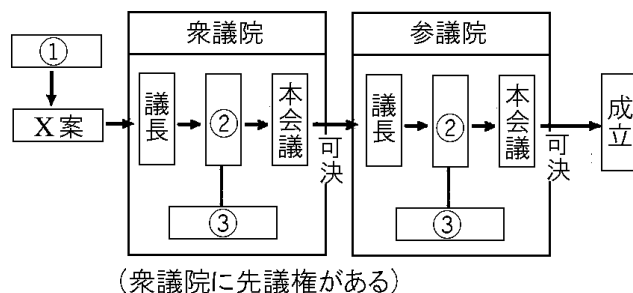 ①
X案
衆議院
議長
②
本会議
③
可決
参議院
議長
②
本会議
③
可決
成立
(衆議院に先議権がある)